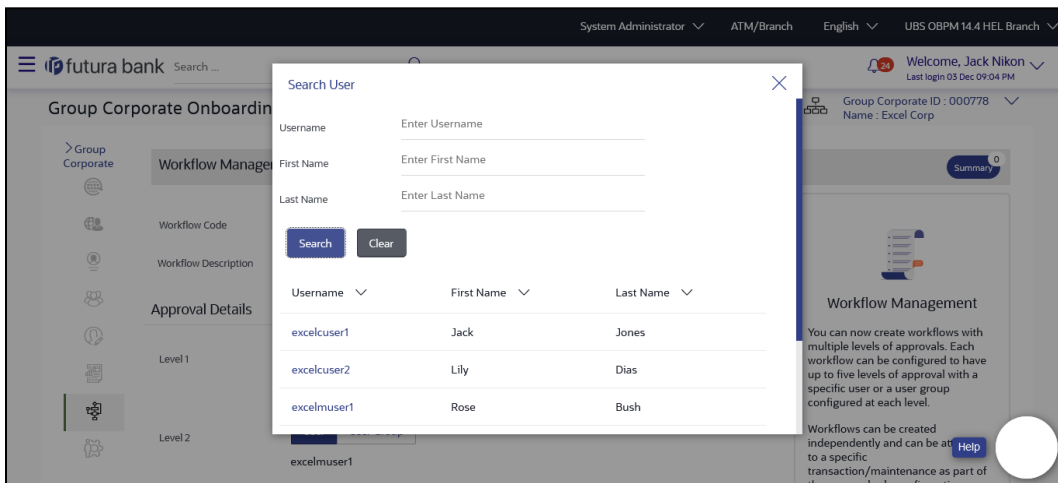 System Administrator ATM/Branch English UBS OBPM 14.4 HEL Branch
futura bank Search ... 24 Welcome, Jack Nikon
Last login 03 Dec 09:04 PM
Group Corporate Onboardin
Group Corporate ID : 000778
Name : Excel Corp
Group
Corporate
Workflow Manage
Summary 0
Workflow Code
Workflow Description
Approval Details
Level 1
Level 2
excelmuser1
Search User
Username Enter Username
First Name Enter First Name
Last Name Enter Last Name
Search Clear
Username First Name Last Name
excelcuser1 Jack Jones
excelcuser2 Lily Dias
excelmuser1 Rose Bush
Workflow Management
You can now create workflows with
multiple levels of approvals. Each
workflow can be configured to have
up to five levels of approval with a
specific user or a user group
configured at each level.
Workflows can be created
independently and can be at
to a specific
transaction/maintenance as part of
Help